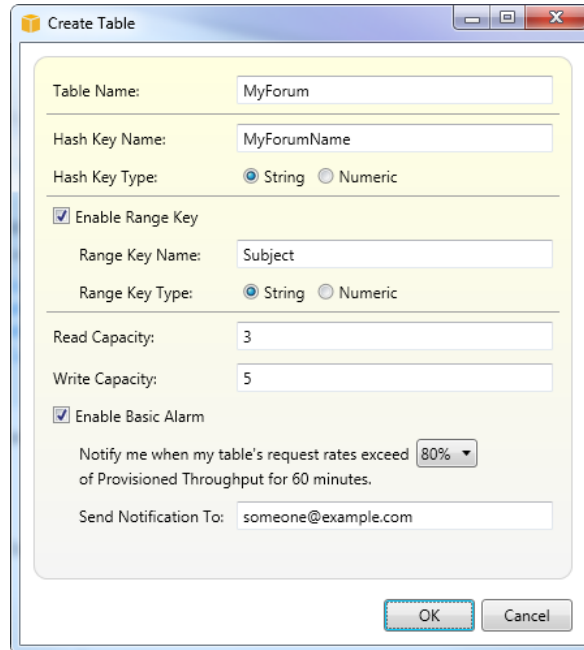 Create Table
Table Name: MyForum
Hash Key Name: MyForumName
Hash Key Type: String Numeric
Enable Range Key
Range Key Name: Subject
Range Key Type: String Numeric
Read Capacity: 3
Write Capacity: 5
Enable Basic Alarm
Notify me when my table's request rates exceed 80%
of Provisioned Throughput for 60 minutes.
Send Notification To: someone@example.com
OK Cancel